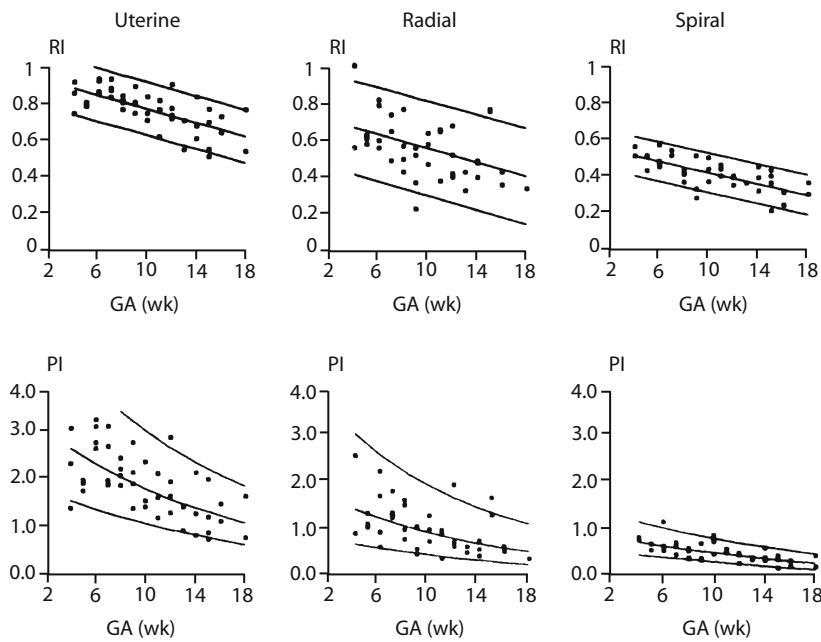 Uterine Radial Spiral
RI RI RI
1 1 1
0.8 0.8 0.8
0.6 0.6 0.6
0.4 0.4 0.4
0.2 0.2 0.2
0 0 0
2 6 10 14 18 2 6 10 14 18 2 6 10 14 18
GA (wk) GA (wk) GA (wk)
PI PI PI
4.0 4.0 4.0
3.0 3.0 3.0
2.0 2.0 2.0
1.0 1.0 1.0
0.0 0.0 0.0
2 6 10 14 18 2 6 10 14 18 2 6 10 14 18
GA (wk) GA (wk) GA (wk)